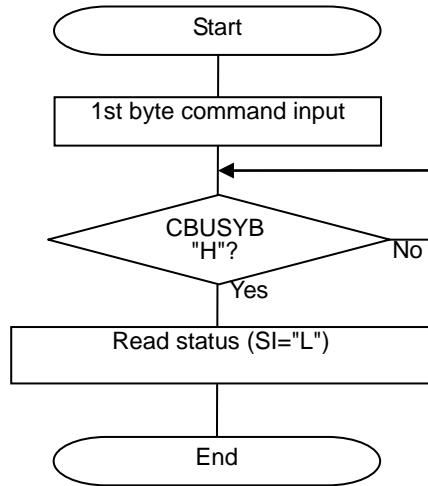 Start
1st byte command input
CBUSYB
"H"?
No
Yes
Read status (SI="L")
End